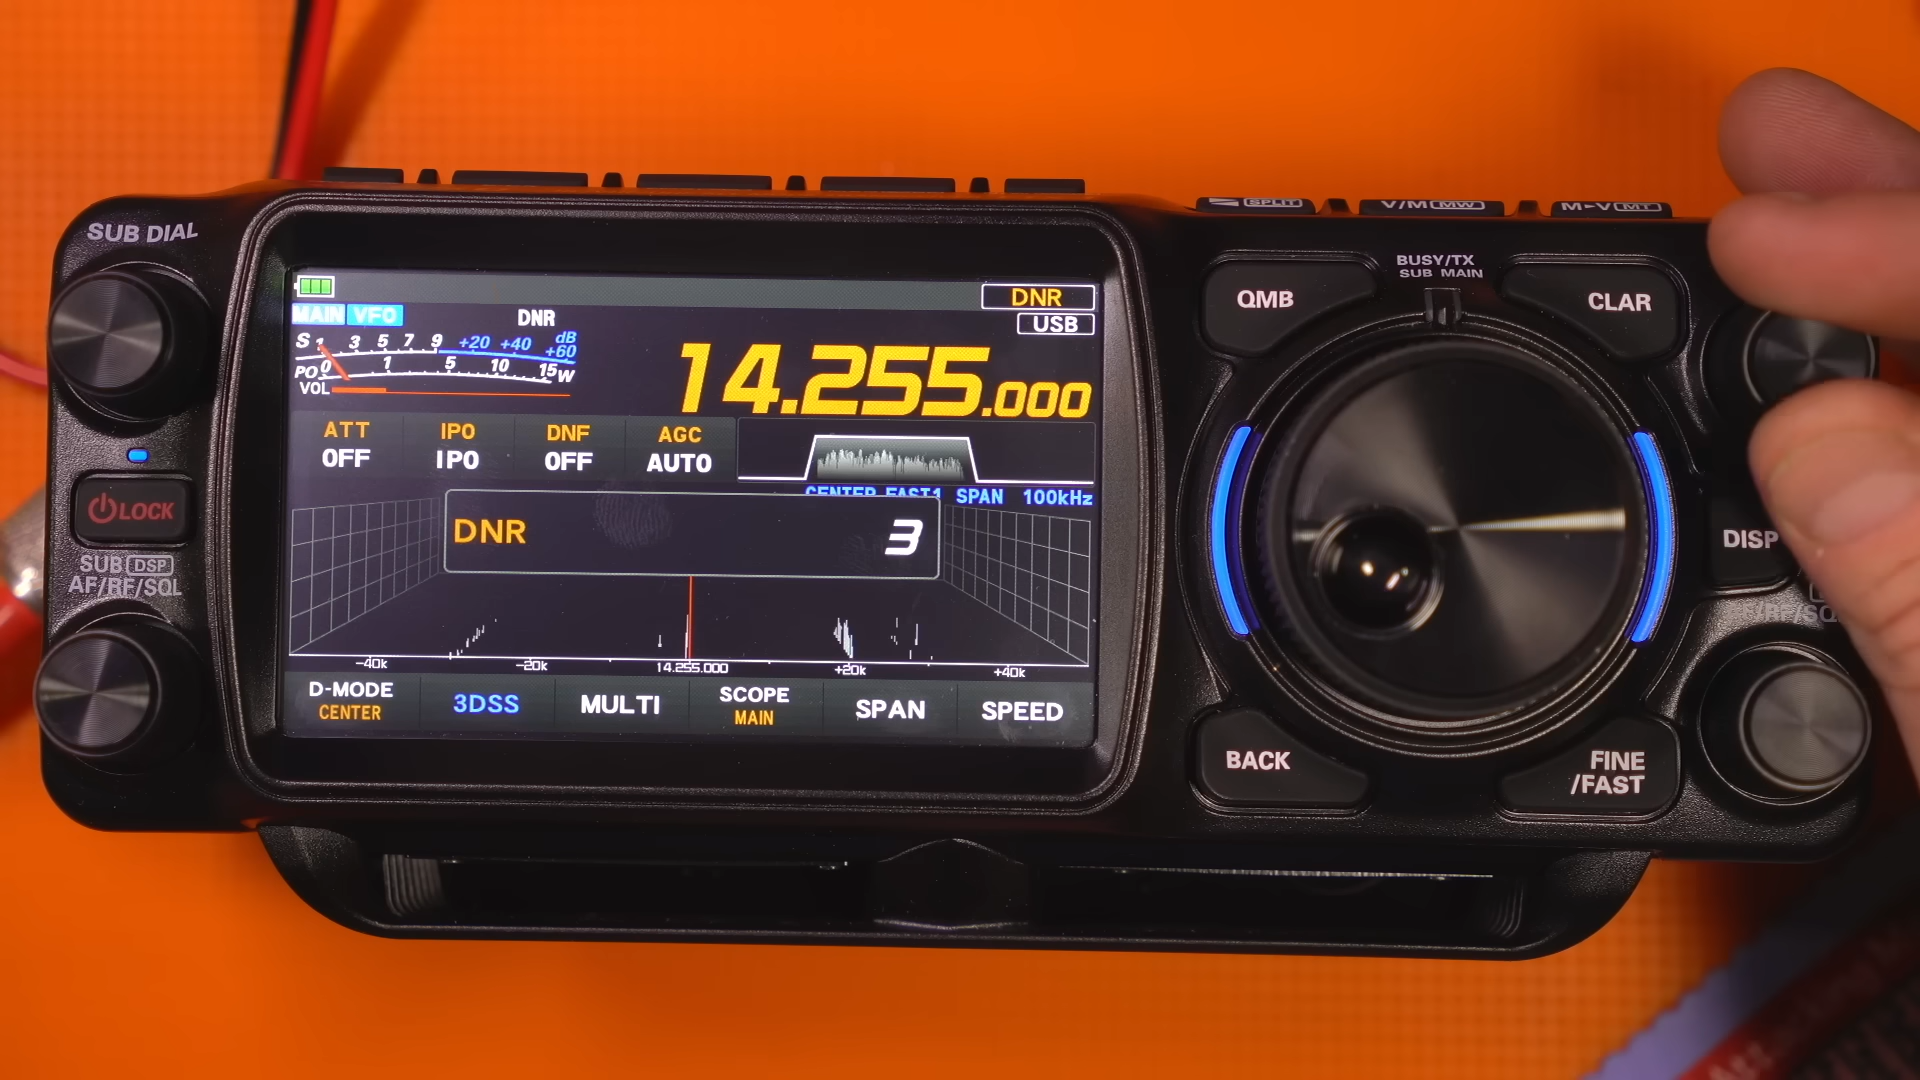 SUB DIAL
SPLIT
V/M MW
M►V MT
BUSY/TX
SUB MAIN
QMB
CLAR
DNR
MAIN VFO
DNR
USB
S 1 3 5 7 9 +20 +40 +60 dB
PO 0 1 5 10 15 W
VOL
14.255.000
ATT
OFF
IPO
IPO
DNF
OFF
AGC
AUTO
CENTER FAST1 SPAN 100kHz
DNR 3
LOCK
SUB DSP
AF/RF/SQL
DISP
-40k -20k 14.255.000 +20k +40k
D-MODE
CENTER
3DSS
MULTI
SCOPE
MAIN
SPAN
SPEED
BACK
FINE
/FAST